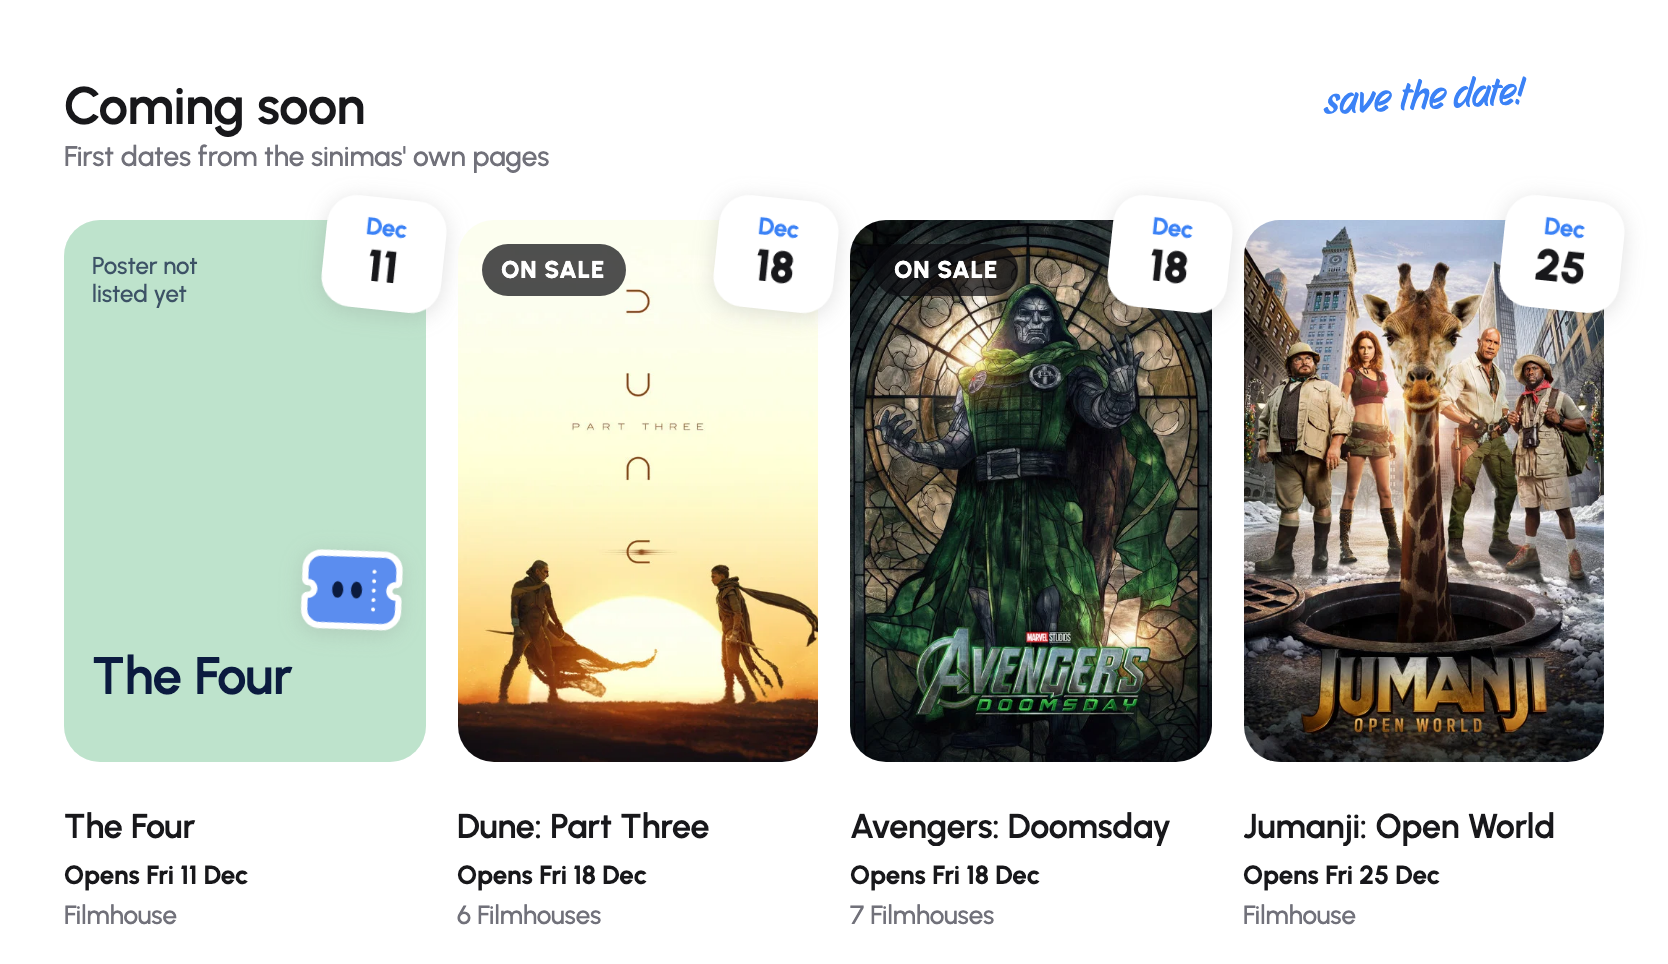 Coming soon
save the date!
First dates from the sinimas' own pages
Poster not
listed yet
Dec
11
The Four
ON SALE
Dec
18
PART THREE
ON SALE
Dec
18
MARVEL STUDIOS
AVENGERS
DOOMSDAY
Dec
25
JUMANJI
OPEN WORLD
The Four
Opens Fri 11 Dec
Filmhouse
Dune: Part Three
Opens Fri 18 Dec
6 Filmhouses
Avengers: Doomsday
Opens Fri 18 Dec
7 Filmhouses
Jumanji: Open World
Opens Fri 25 Dec
Filmhouse